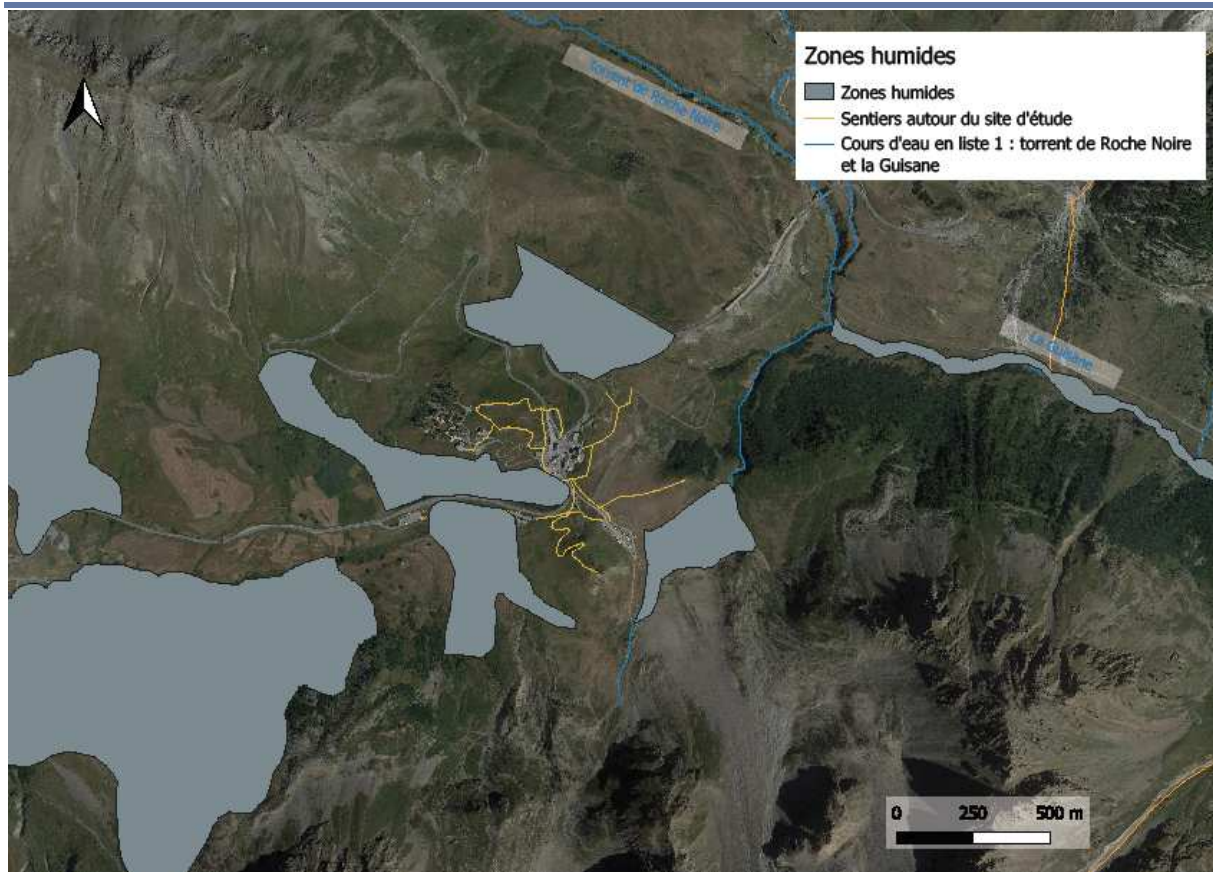 Zones humides
Zones humides
Sentiers autour du site d'étude
Cours d'eau en liste 1 : torrent de Roche Noire
et la Guisane
Torrent de Roche Noire
La Guisane
0 250 500 m